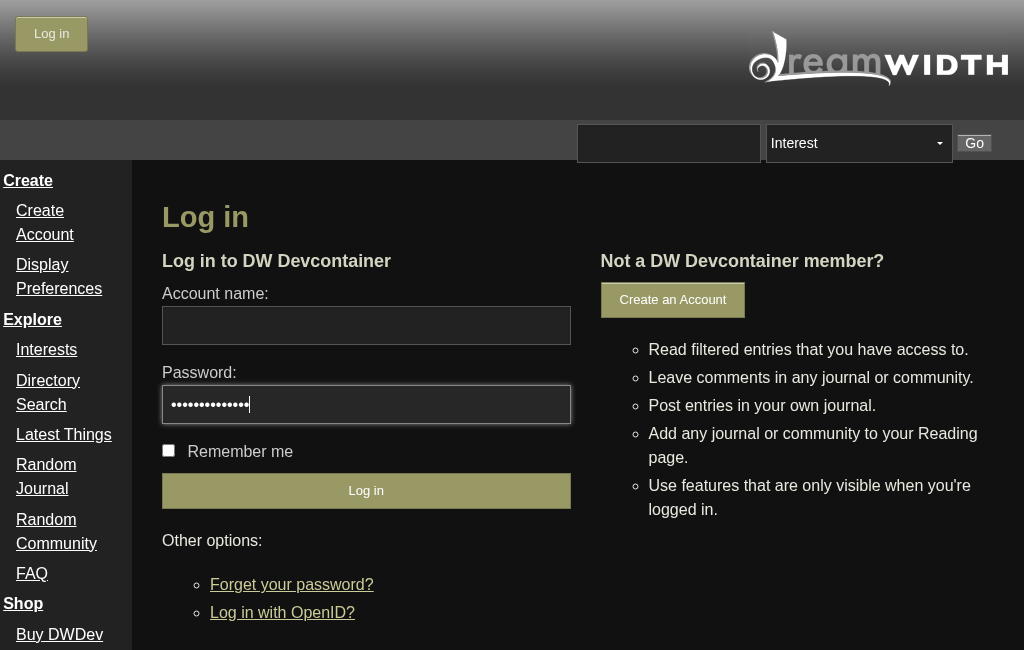 Log in
dreamWIDTH
Interest
Go
Create
Create
Account
Display
Preferences
Explore
Interests
Directory
Search
Latest Things
Random
Journal
Random
Community
FAQ
Shop
Buy DWDev
Log in
Log in to DW Devcontainer
Account name:
Password:
••••••••••••••
Remember me
Log in
Other options:
Forget your password?
Log in with OpenID?
Not a DW Devcontainer member?
Create an Account
Read filtered entries that you have access to.
Leave comments in any journal or community.
Post entries in your own journal.
Add any journal or community to your Reading
page.
Use features that are only visible when you're
logged in.